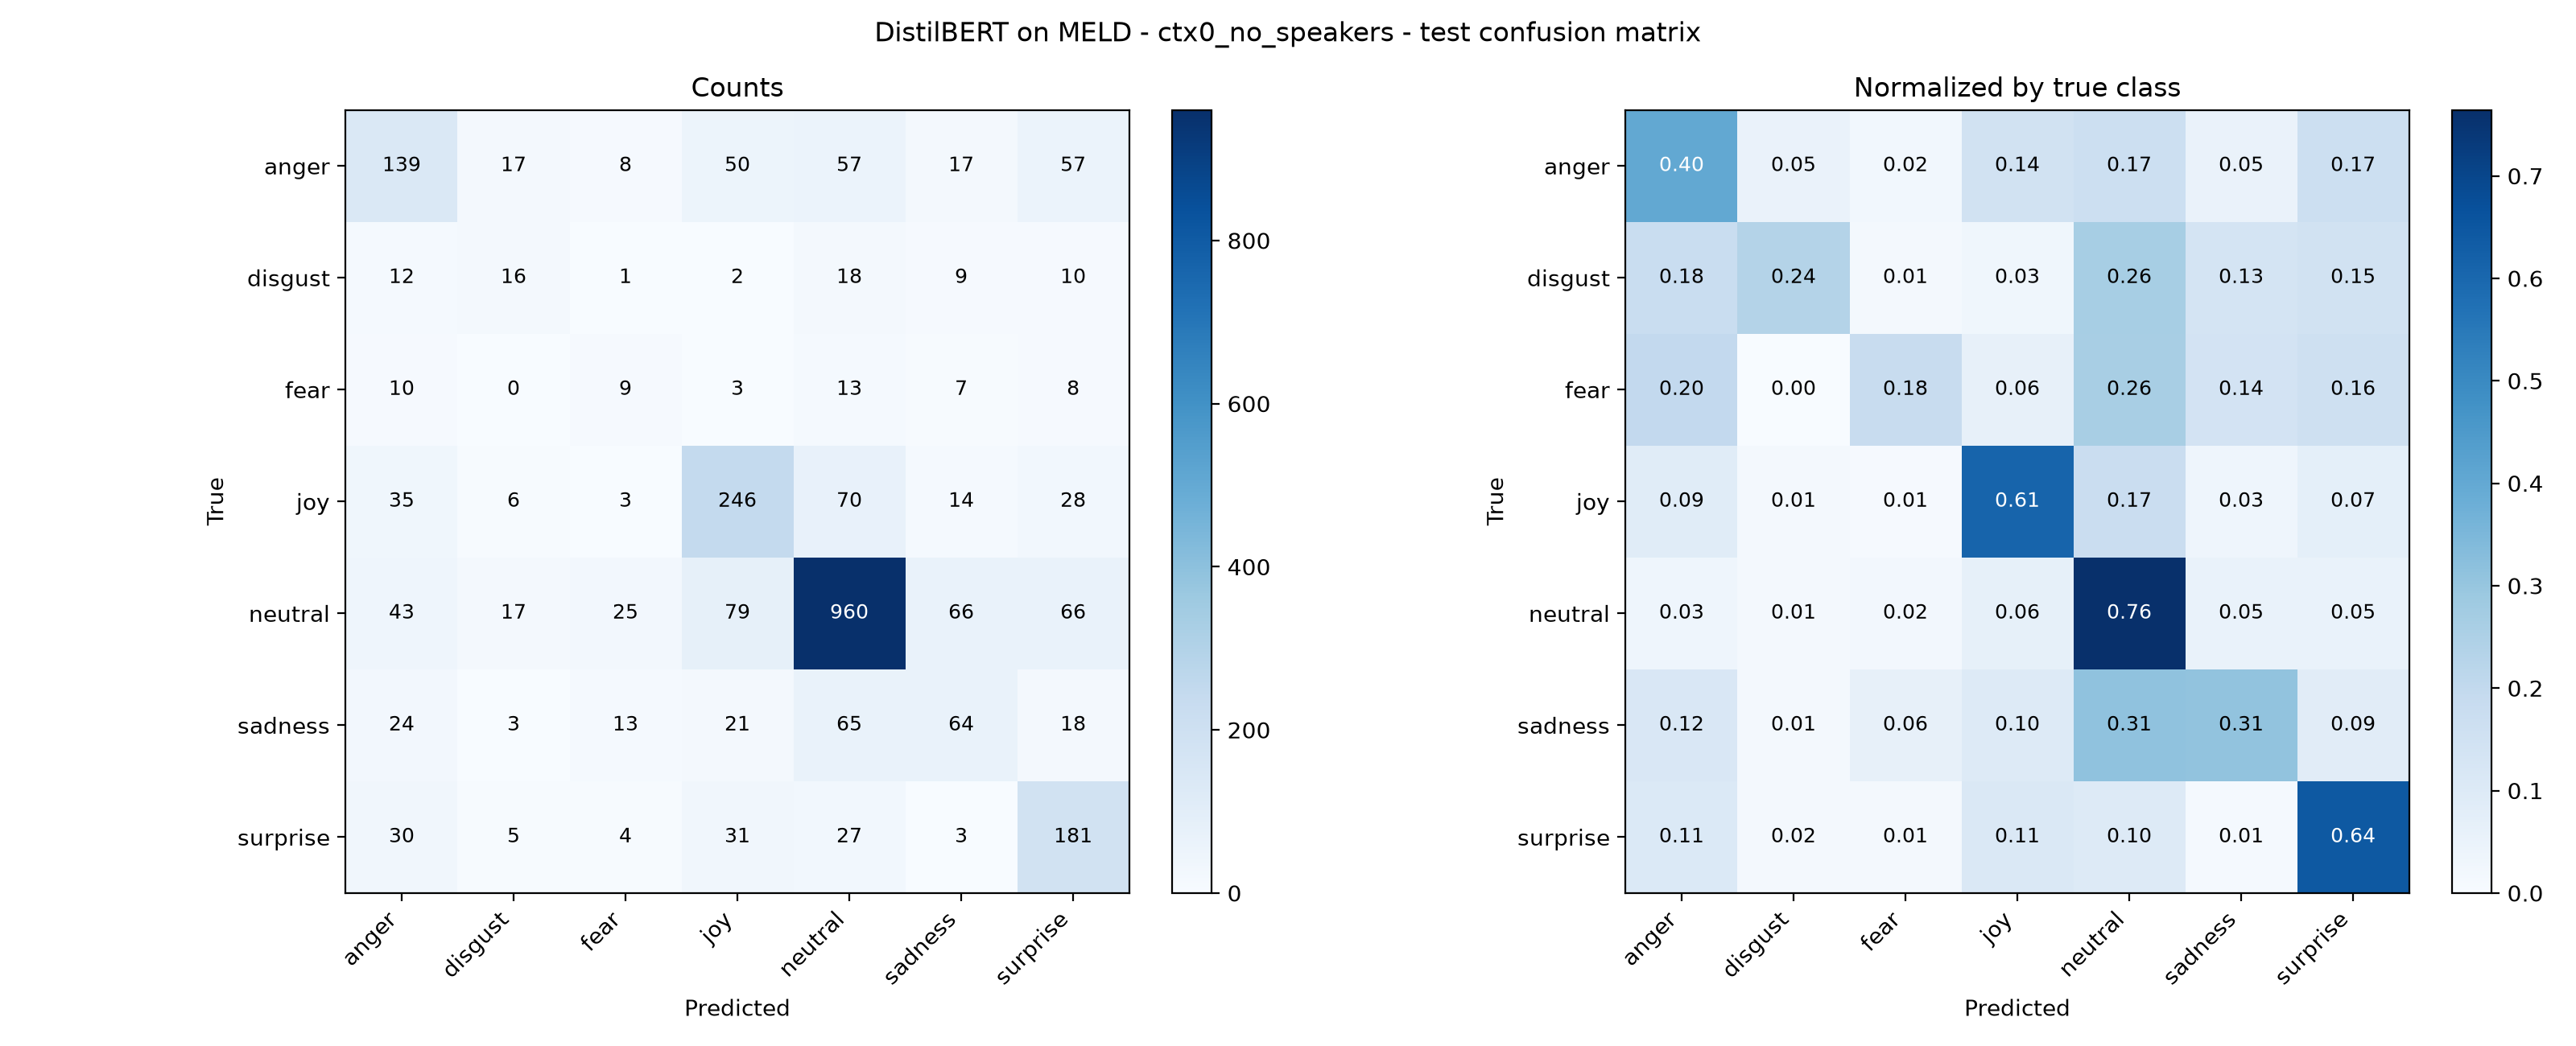 DistilBERT on MELD - ctx0_no_speakers - test confusion matrix
Counts
anger 139 17 8 50 57 17 57
disgust 12 16 1 2 18 9 10
fear 10 0 9 3 13 7 8
joy 35 6 3 246 70 14 28
neutral 43 17 25 79 960 66 66
sadness 24 3 13 21 65 64 18
surprise 30 5 4 31 27 3 181
True
anger disgust fear joy neutral sadness surprise
Predicted
800
600
400
200
0
Normalized by true class
anger 0.40 0.05 0.02 0.14 0.17 0.05 0.17
disgust 0.18 0.24 0.01 0.03 0.26 0.13 0.15
fear 0.20 0.00 0.18 0.06 0.26 0.14 0.16
joy 0.09 0.01 0.01 0.61 0.17 0.03 0.07
neutral 0.03 0.01 0.02 0.06 0.76 0.05 0.05
sadness 0.12 0.01 0.06 0.10 0.31 0.31 0.09
surprise 0.11 0.02 0.01 0.11 0.10 0.01 0.64
True
anger disgust fear joy neutral sadness surprise
Predicted
0.7
0.6
0.5
0.4
0.3
0.2
0.1
0.0